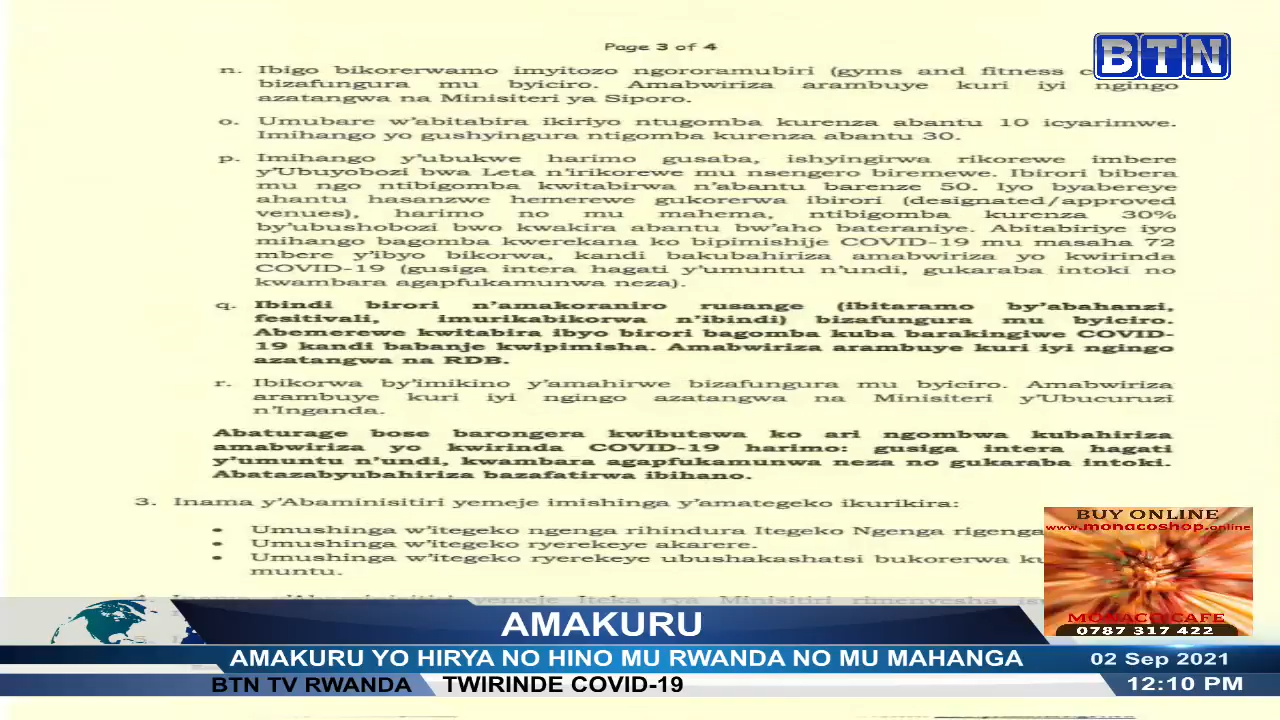 Page 3 of 4
BTN
n. Ibigo bikorerwamo imyitozo ngororamubiri (gyms and fitness
bizafungura mu byiciro. Amabwiriza arambuye kuri iyi ngingo
azatangwa na Minisiteri ya Siporo.
o. Umubare w'abitabira ikiriyo ntugomba kurenza abantu 10 icyarimwe.
Imihango yo gushyingura ntigomba kurenza abantu 30.
p. Imihango y'ubukwe harimo gusaba, ishyingirwa rikorewe imbere
y'Ubuyobozi bwa Leta n'irikorewe mu nsengero biremewe. Ibirori bibera
mu ngo ntibigomba kwitabirwa n'abantu barenze 50. Iyo byabereye
ahantu hasanzwe hemerewe gukorerwa ibirori (designated/approved
venues), harimo no mu mahema, ntibigomba kurenza 30%
by'ubushobozi bwo kwakira abantu bw'aho bateraniye. Abitabiriye iyo
mihango bagomba kwerekana ko bipimishije COVID-19 mu masaha 72
mbere y'ibyo bikorwa, kandi bakubahiriza amabwiriza yo kwirinda
COVID-19 (gusiga intera hagati y'umuntu n'undi, gukaraba intoki no
kwambara agapfukamunwa neza).
q. Ibindi birori n'amakoraniro rusange (ibitaramo by'abahanzi,
fesitivali, imurikabikorwa n'ibindi) bizafungura mu byiciro.
Abemerewe kwitabira ibyo birori bagomba kuba barakingiwe COVID-
19 kandi babanje kwipimisha. Amabwiriza arambuye kuri iyi ngingo
azatangwa na RDB.
r. Ibikorwa by'imikino y'amahirwe bizafungura mu byiciro. Amabwiriza
arambuye kuri iyi ngingo azatangwa na Minisiteri y'Ubucuruzi
n'Inganda.
Abaturage bose barongera kwibutswa ko ari ngombwa kubahiriza
amabwiriza yo kwirinda COVID-19 harimo: gusiga intera hagati
y'umuntu n'undi, kwambara agapfukamunwa neza no gukaraba intoki.
Abatazabyubahiriza bazafatirwa ibihano.
3. Inama y'Abaminisitiri yemeje imishinga y'amategeko ikurikira:
• Umushinga w'itegeko ngenga rihindura Itegeko Ngenga
• Umushinga w'itegeko ryerekeye akarere.
• Umushinga w'itegeko ryerekeye ubushakashatsi bukorerwa
muntu.
yemeje Iteka rya Minisitiri rimenyesha
BUY ONLINE
www.monacoshop.online
MONACO CAFE
0787 317 422
AMAKURU
AMAKURU YO HIRYA NO HINO MU RWANDA NO MU MAHANGA
02 Sep 2021
BTN TV RWANDA
TWIRINDE COVID-19
12:10 PM